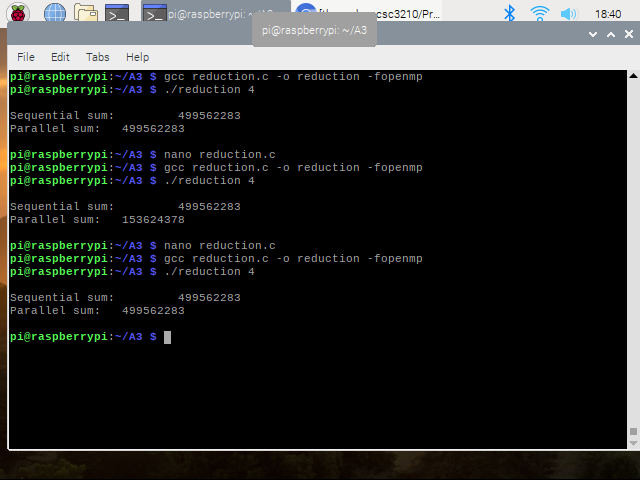 pi@raspberrypi: ~/A3
18:40
pi@raspberrypi: ~/A3
File Edit Tabs Help
pi@raspberrypi:~/A3 $ gcc reduction.c -o reduction -fopenmp
pi@raspberrypi:~/A3 $ ./reduction 4
Sequential sum: 499562283
Parallel sum: 499562283
pi@raspberrypi:~/A3 $ nano reduction.c
pi@raspberrypi:~/A3 $ gcc reduction.c -o reduction -fopenmp
pi@raspberrypi:~/A3 $ ./reduction 4
Sequential sum: 499562283
Parallel sum: 153624378
pi@raspberrypi:~/A3 $ nano reduction.c
pi@raspberrypi:~/A3 $ gcc reduction.c -o reduction -fopenmp
pi@raspberrypi:~/A3 $ ./reduction 4
Sequential sum: 499562283
Parallel sum: 499562283
pi@raspberrypi:~/A3 $